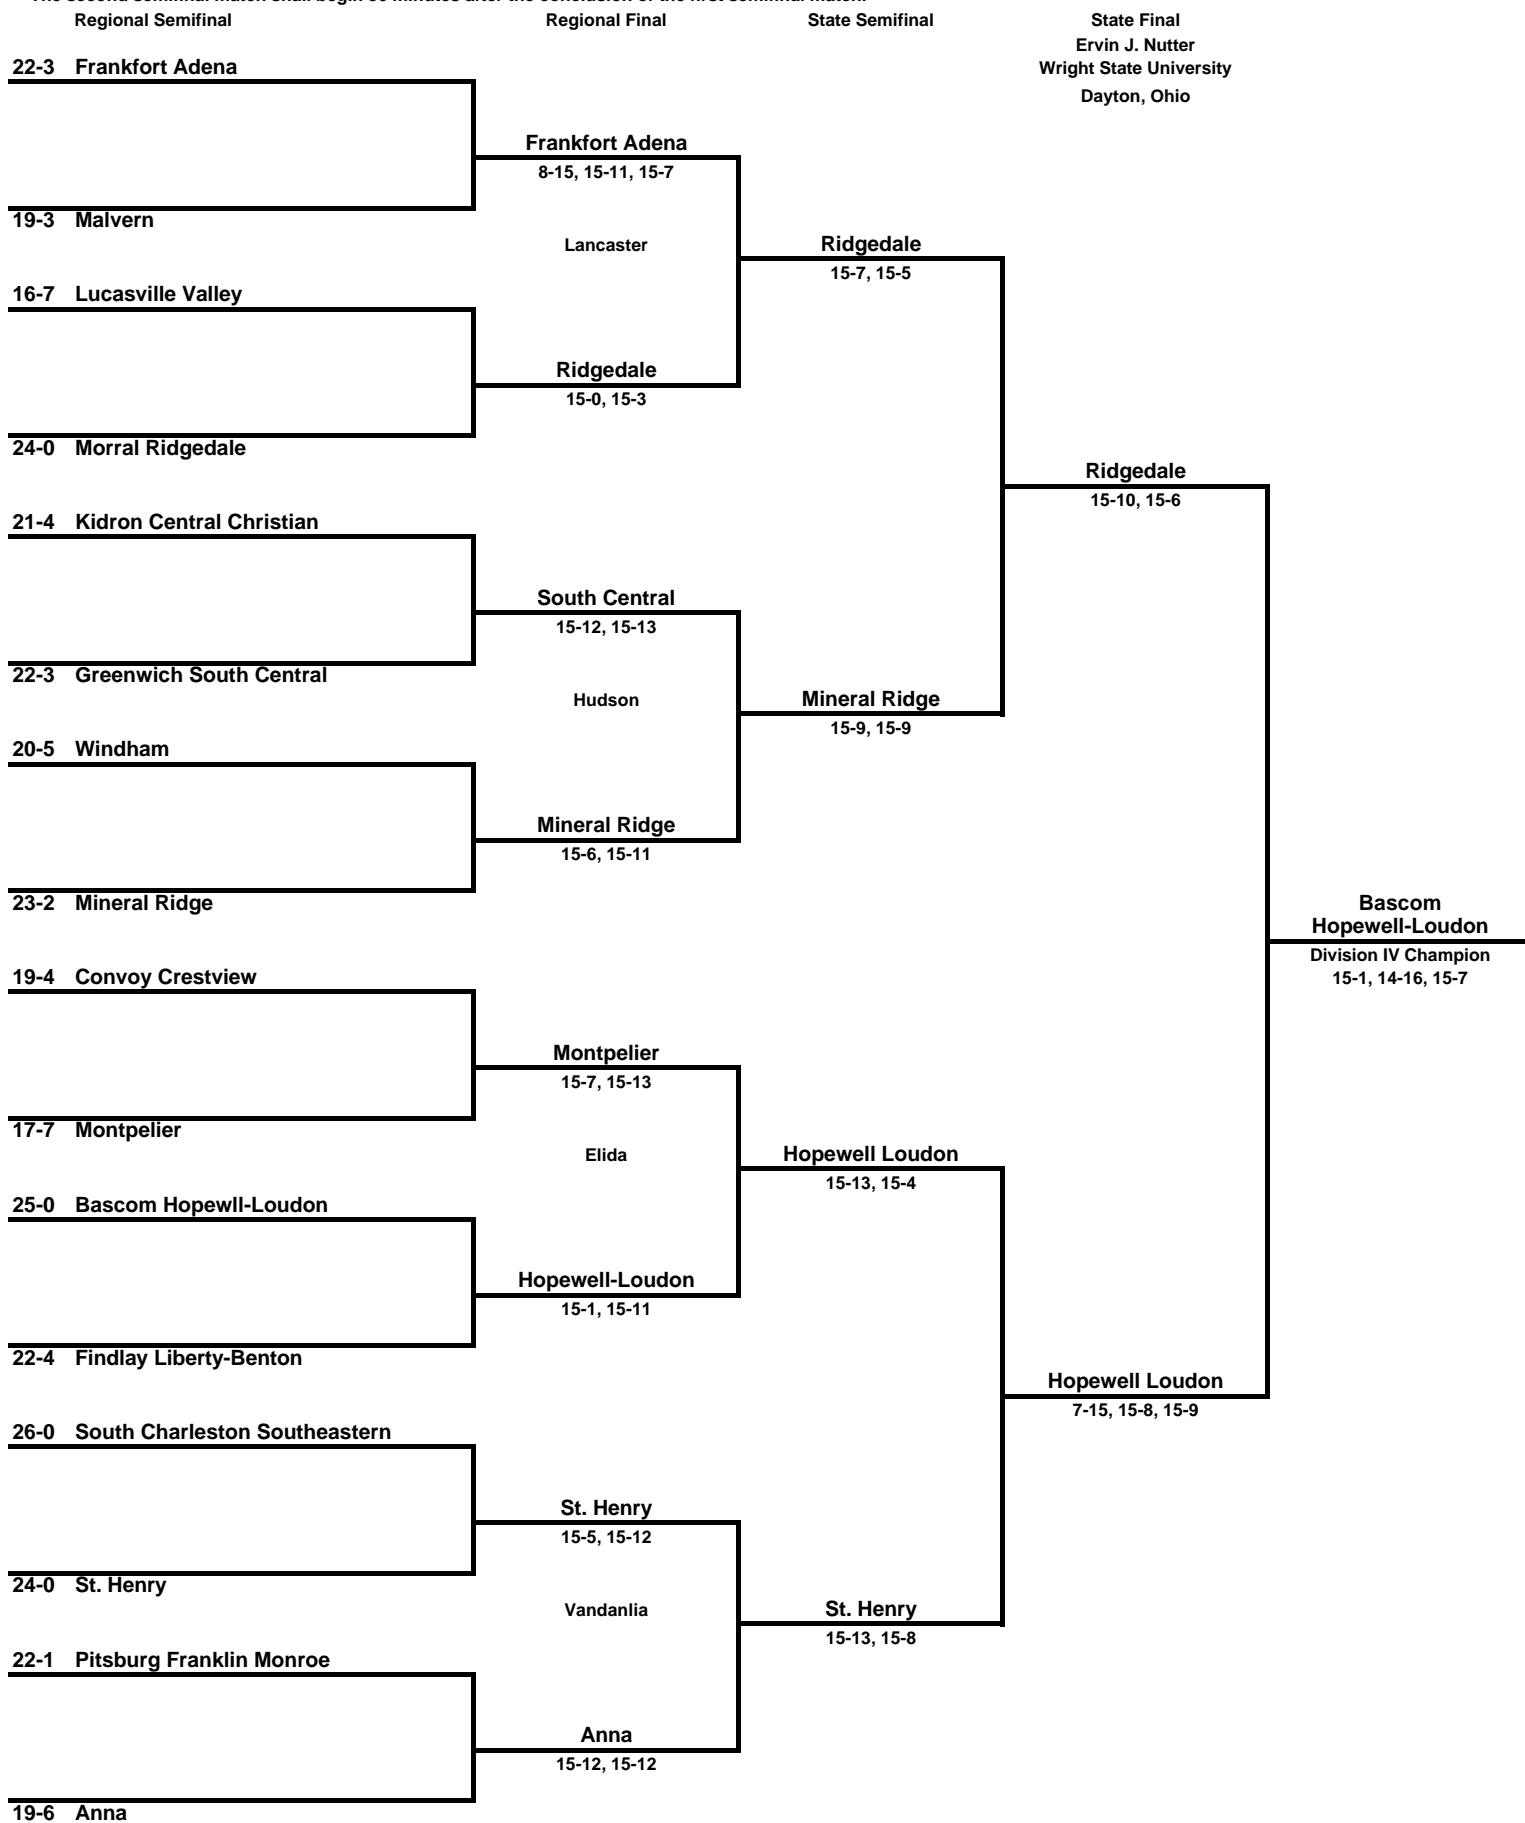 Regional Semifinal
Regional Final
State Semifinal
State Final
Ervin J. Nutter
Wright State University
Dayton, Ohio
22-3 Frankfort Adena
Frankfort Adena
8-15, 15-11, 15-7
19-3 Malvern
Lancaster
Ridgedale
15-7, 15-5
16-7 Lucasville Valley
Ridgedale
15-0, 15-3
24-0 Morral Ridgedale
Ridgedale
15-10, 15-6
21-4 Kidron Central Christian
South Central
15-12, 15-13
22-3 Greenwich South Central
Hudson
Mineral Ridge
15-9, 15-9
20-5 Windham
Mineral Ridge
15-6, 15-11
23-2 Mineral Ridge
Bascom
Hopewell-Loudon
Division IV Champion
15-1, 14-16, 15-7
19-4 Convoy Crestview
Montpelier
15-7, 15-13
17-7 Montpelier
Elida
Hopewell Loudon
15-13, 15-4
25-0 Bascom Hopewll-Loudon
Hopewell-Loudon
15-1, 15-11
22-4 Findlay Liberty-Benton
Hopewell Loudon
7-15, 15-8, 15-9
26-0 South Charleston Southeastern
St. Henry
15-5, 15-12
24-0 St. Henry
Vandanlia
St. Henry
15-13, 15-8
22-1 Pitsburg Franklin Monroe
Anna
15-12, 15-12
19-6 Anna